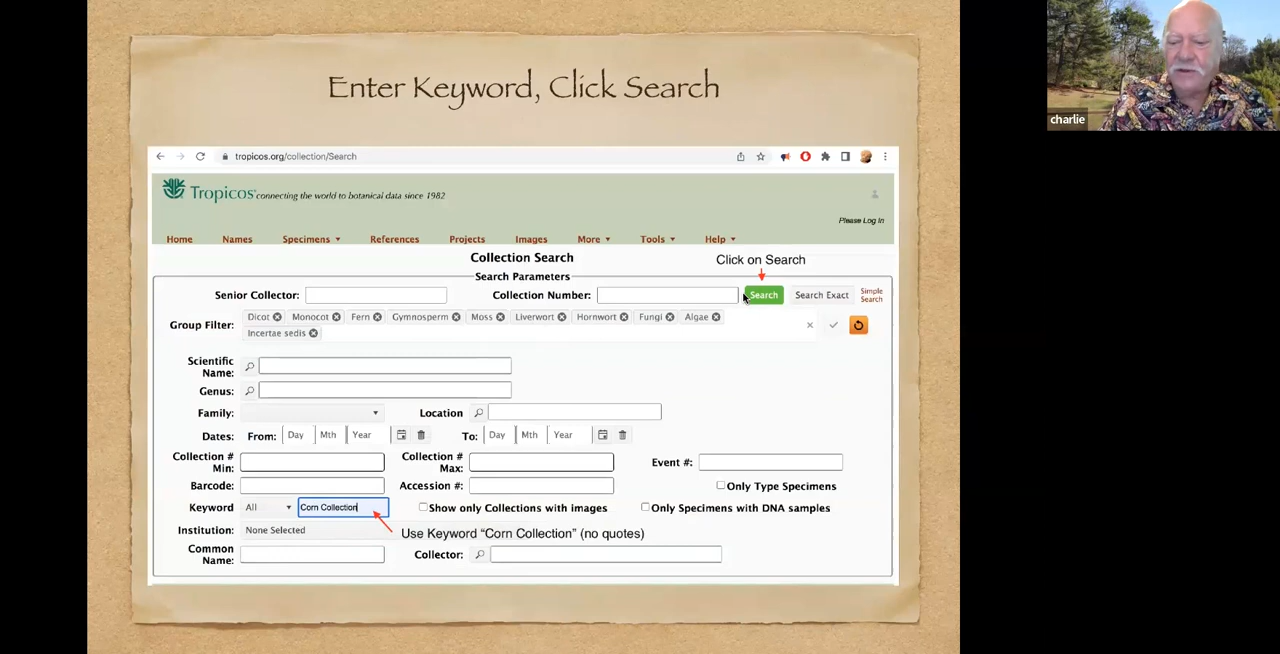 Enter Keyword, Click Search
charlie
tropicos.org/collection/Search
Tropicos connecting the world to botanical data since 1982
Please Log In
Home Names Specimens References Projects Images More Tools Help
Collection Search Click on Search
Search Parameters
Senior Collector: Collection Number: Search Search Exact Simple Search
Group Filter: Dicot Monocot Fern Gymnosperm Moss Liverwort Hornwort Fungi Algae
Incertae sedis
Scientific Name:
Genus:
Family: Location
Dates: From: Day Mth Year To: Day Mth Year
Collection # Min: Collection # Max: Event #:
Barcode: Accession #: Only Type Specimens
Keyword All Corn Collection Show only Collections with images Only Specimens with DNA samples
Institution: None Selected Use Keyword “Corn Collection” (no quotes)
Common Name: Collector: